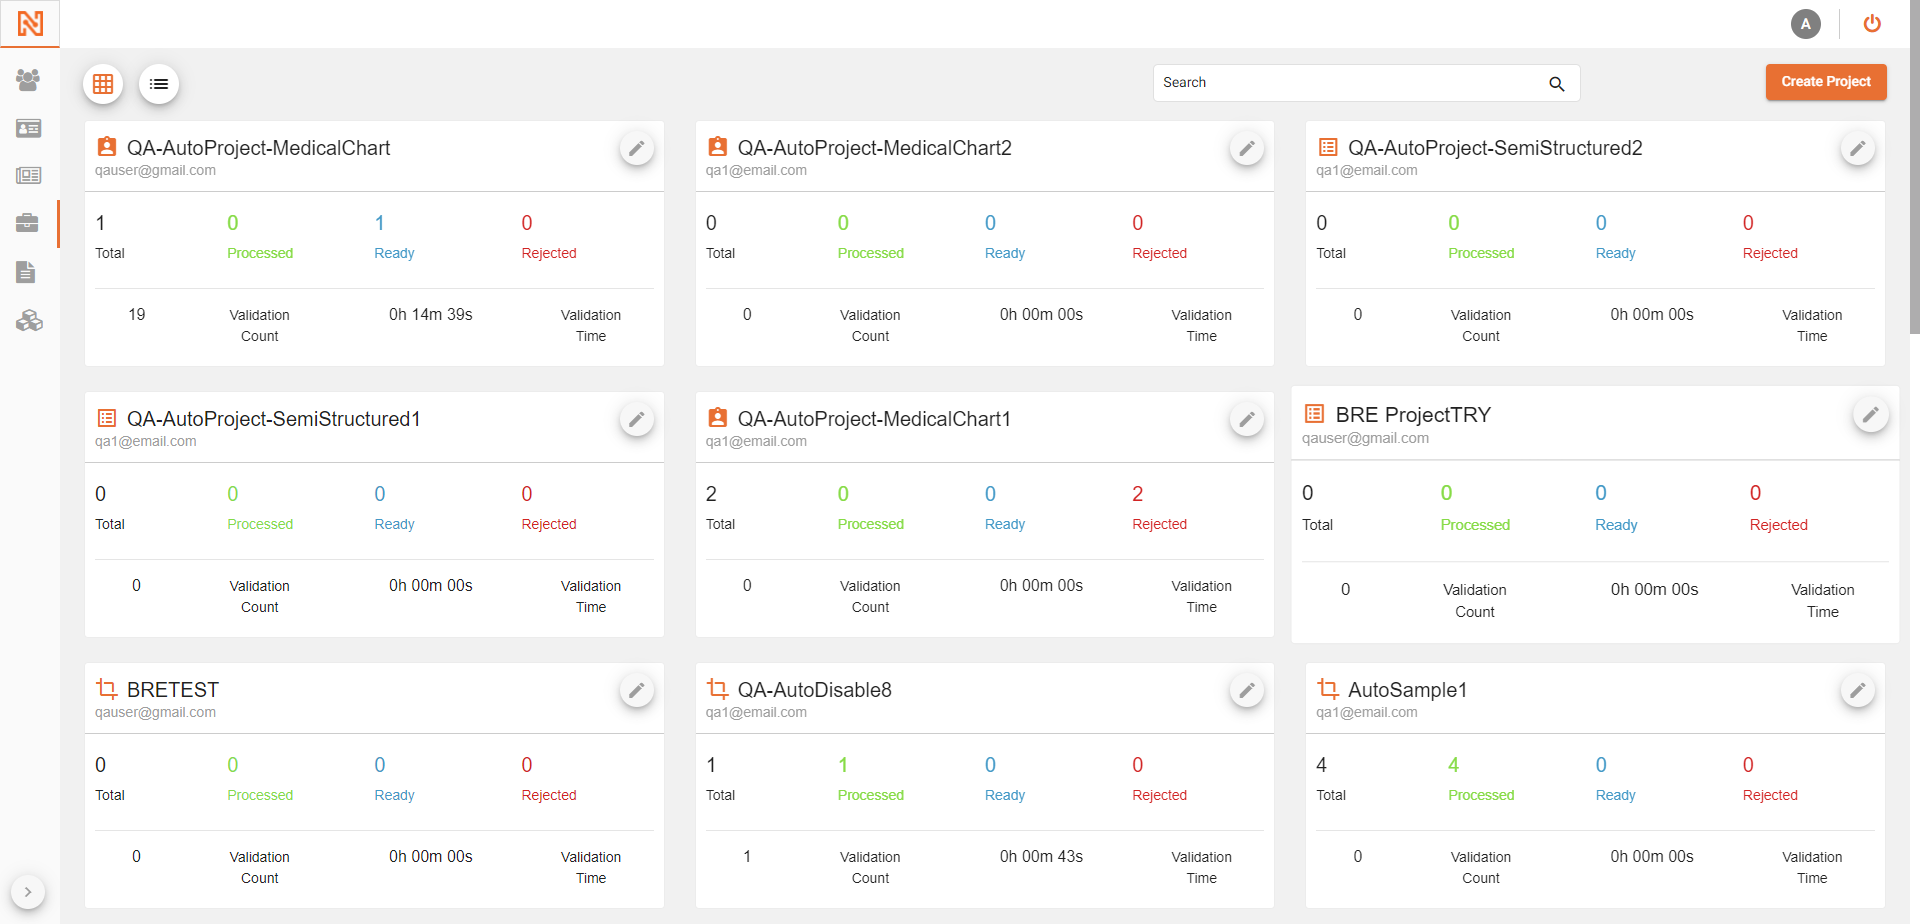 N
A
Search
Create Project
QA-AutoProject-MedicalChart
qauser@gmail.com
1 0 1 0
Total Processed Ready Rejected
19 Validation Count 0h 14m 39s Validation Time
QA-AutoProject-MedicalChart2
qa1@email.com
0 0 0 0
Total Processed Ready Rejected
0 Validation Count 0h 00m 00s Validation Time
QA-AutoProject-SemiStructured2
qa1@email.com
0 0 0 0
Total Processed Ready Rejected
0 Validation Count 0h 00m 00s Validation Time
QA-AutoProject-SemiStructured1
qa1@email.com
0 0 0 0
Total Processed Ready Rejected
0 Validation Count 0h 00m 00s Validation Time
QA-AutoProject-MedicalChart1
qa1@email.com
2 0 0 2
Total Processed Ready Rejected
0 Validation Count 0h 00m 00s Validation Time
BRE ProjectTRY
qauser@gmail.com
0 0 0 0
Total Processed Ready Rejected
0 Validation Count 0h 00m 00s Validation Time
BRETEST
qauser@gmail.com
0 0 0 0
Total Processed Ready Rejected
0 Validation Count 0h 00m 00s Validation Time
QA-AutoDisable8
qa1@email.com
1 1 0 0
Total Processed Ready Rejected
1 Validation Count 0h 00m 43s Validation Time
AutoSample1
qa1@email.com
4 4 0 0
Total Processed Ready Rejected
0 Validation Count 0h 00m 00s Validation Time